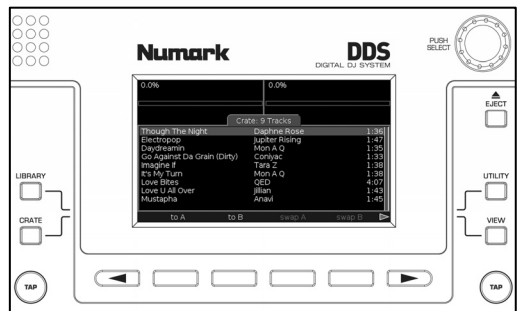 PUSH
SELECT
Numark
DDS
DIGITAL DJ SYSTEM
0.0% 0.0%
Crate: 9 Tracks
Though The Night Daphne Rose 1:36
Electropop Jupiter Rising 1:47
Daydreamin Mon A Q 1:35
Go Against Da Grain (Dirty) Coniyac 1:33
Imagine If Tara Z 1:38
It's My Turn Mon A Q 1:38
Love Bites QED 4:07
Love U All Over Jillian 1:43
Mustapha Anavi 1:45
to A to B swap A swap B
EJECT
LIBRARY
UTILITY
CRATE
VIEW
TAP
TAP